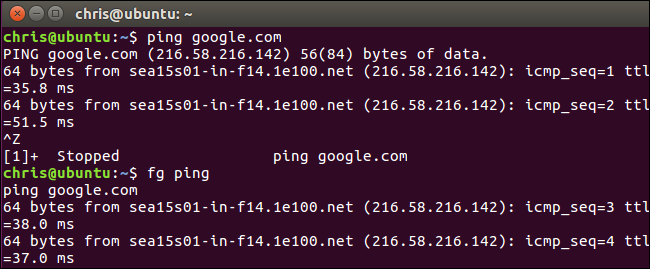 chris@ubuntu: ~
chris@ubuntu:~$ ping google.com
PING google.com (216.58.216.142) 56(84) bytes of data.
64 bytes from sea15s01-in-f14.1e100.net (216.58.216.142): icmp_seq=1 ttl
=35.8 ms
64 bytes from sea15s01-in-f14.1e100.net (216.58.216.142): icmp_seq=2 ttl
=51.5 ms
^Z
[1]+  Stopped                 ping google.com
chris@ubuntu:~$ fg ping
ping google.com
64 bytes from sea15s01-in-f14.1e100.net (216.58.216.142): icmp_seq=3 ttl
=38.0 ms
64 bytes from sea15s01-in-f14.1e100.net (216.58.216.142): icmp_seq=4 ttl
=37.0 ms